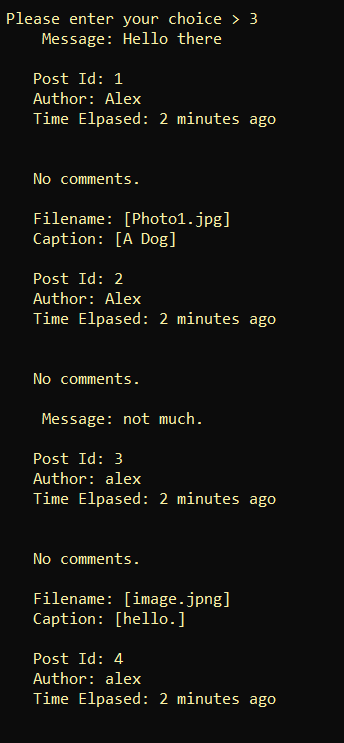 Please enter your choice > 3
Message: Hello there
Post Id: 1
Author: Alex
Time Elpased: 2 minutes ago
No comments.
Filename: [Photo1.jpg]
Caption: [A Dog]
Post Id: 2
Author: Alex
Time Elpased: 2 minutes ago
No comments.
Message: not much.
Post Id: 3
Author: alex
Time Elpased: 2 minutes ago
No comments.
Filename: [image.jpng]
Caption: [hello.]
Post Id: 4
Author: alex
Time Elpased: 2 minutes ago